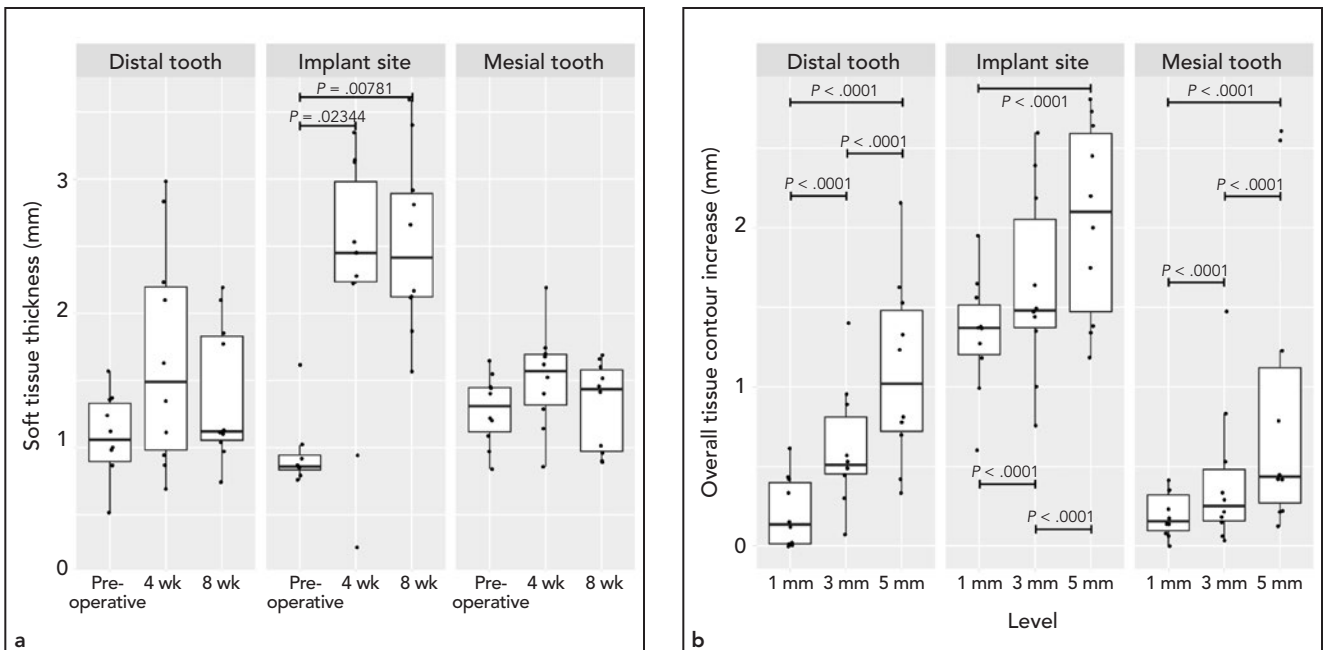 Distal tooth
Implant site
Mesial tooth
P = .00781
P = .02344
Soft tissue thickness (mm)
3
2
1
0
Pre-operative
4 wk
8 wk
Pre-operative
4 wk
8 wk
Pre-operative
4 wk
8 wk
a
Distal tooth
Implant site
Mesial tooth
P < .0001
P < .0001
P < .0001
P < .0001
P < .0001
P < .0001
P < .0001
P < .0001
P < .0001
Overall tissue contour increase (mm)
2
1
0
1 mm
3 mm
5 mm
1 mm
3 mm
5 mm
1 mm
3 mm
5 mm
Level
b